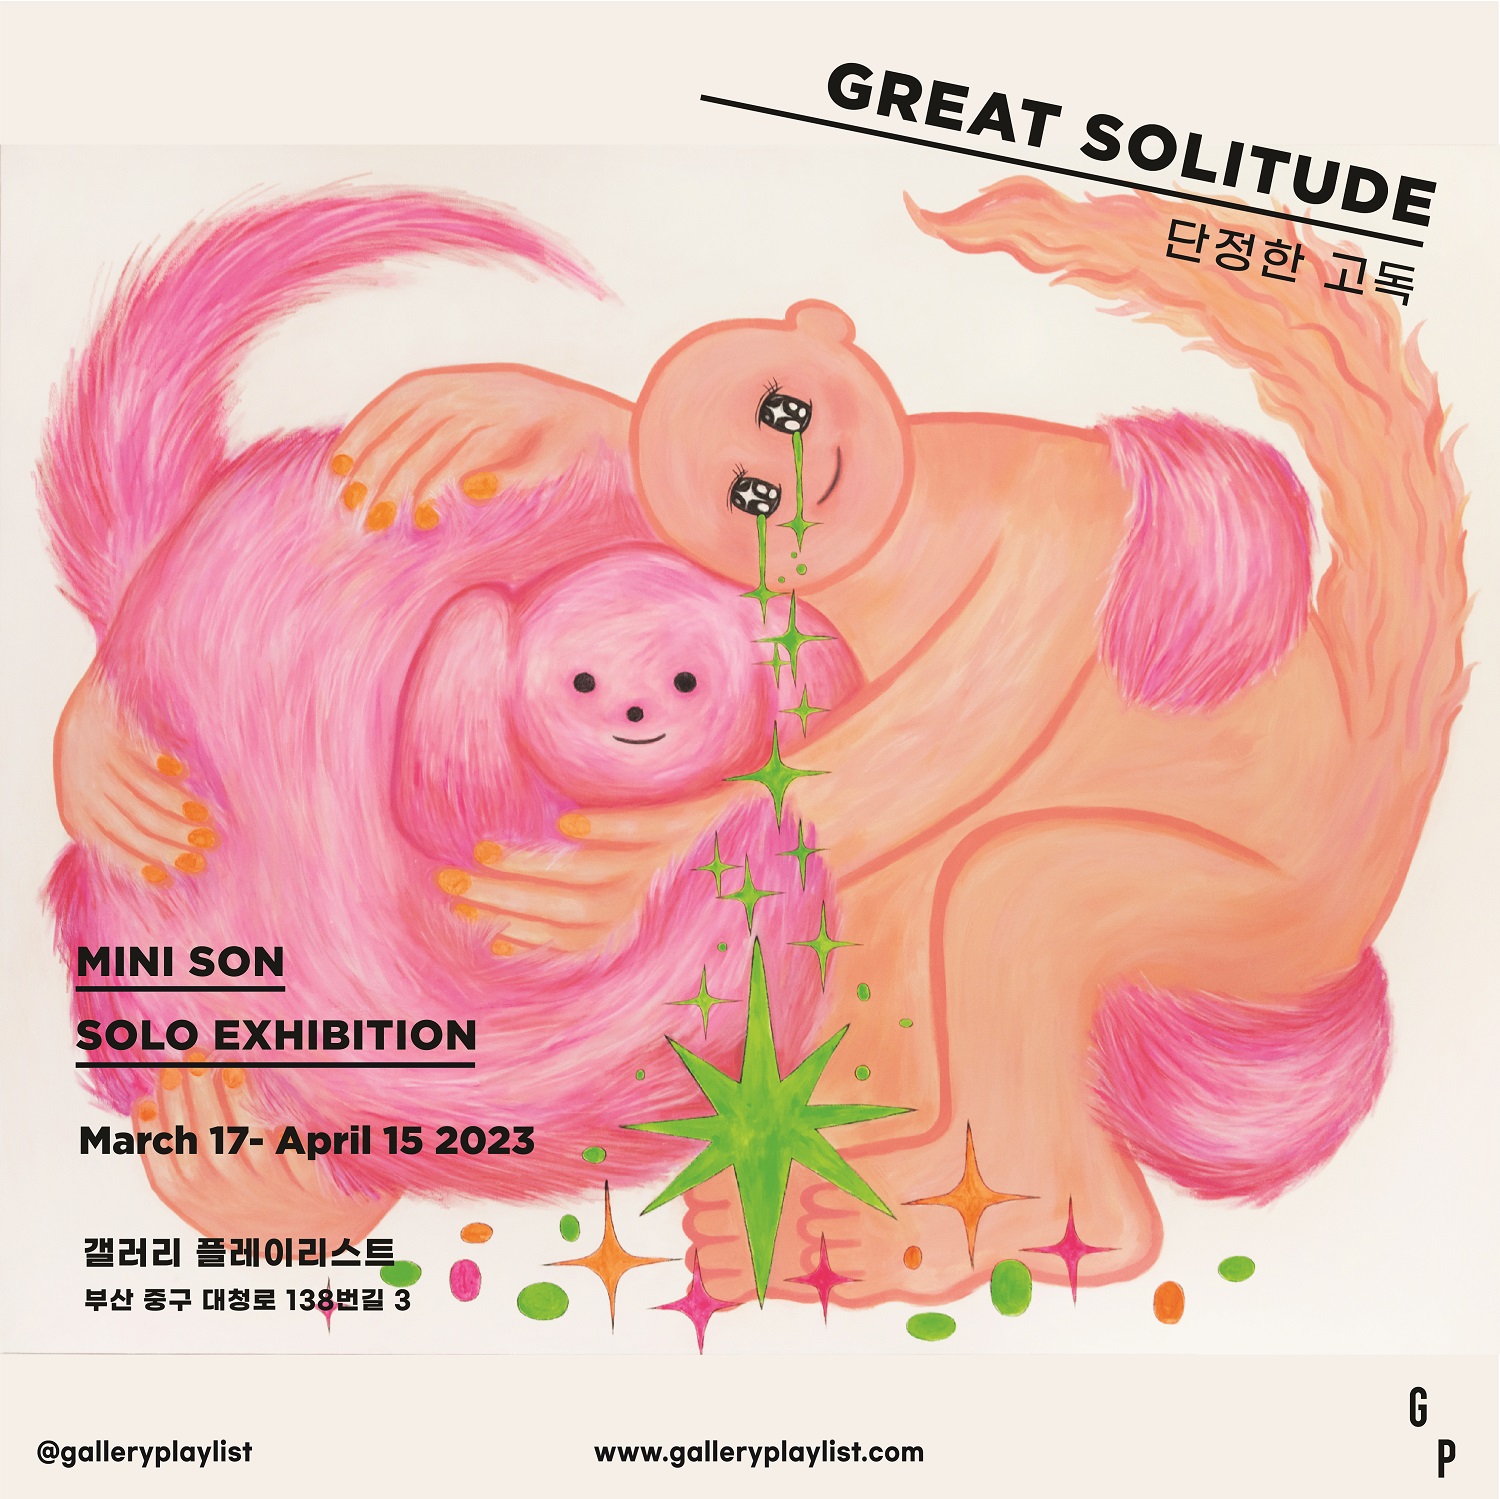 GREAT SOLITUDE
단정한 고독
MINI SON
SOLO EXHIBITION
March 17- April 15 2023
갤러리 플레이리스트
부산 중구 대청로 138번길 3
@galleryplaylist
www.galleryplaylist.com
G
P